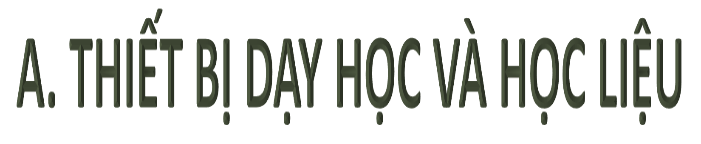 A. THIẾT BỊ DẠY HỌC VÀ HỌC LIỆU